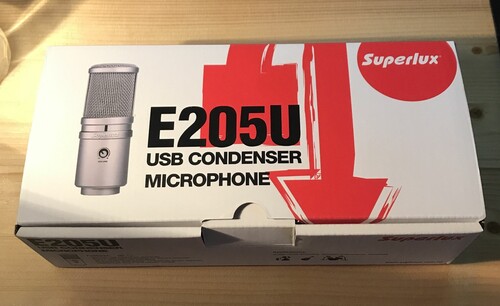 Superlux
E205U
USB CONDENSER
MICROPHONE
E205U
Superlux